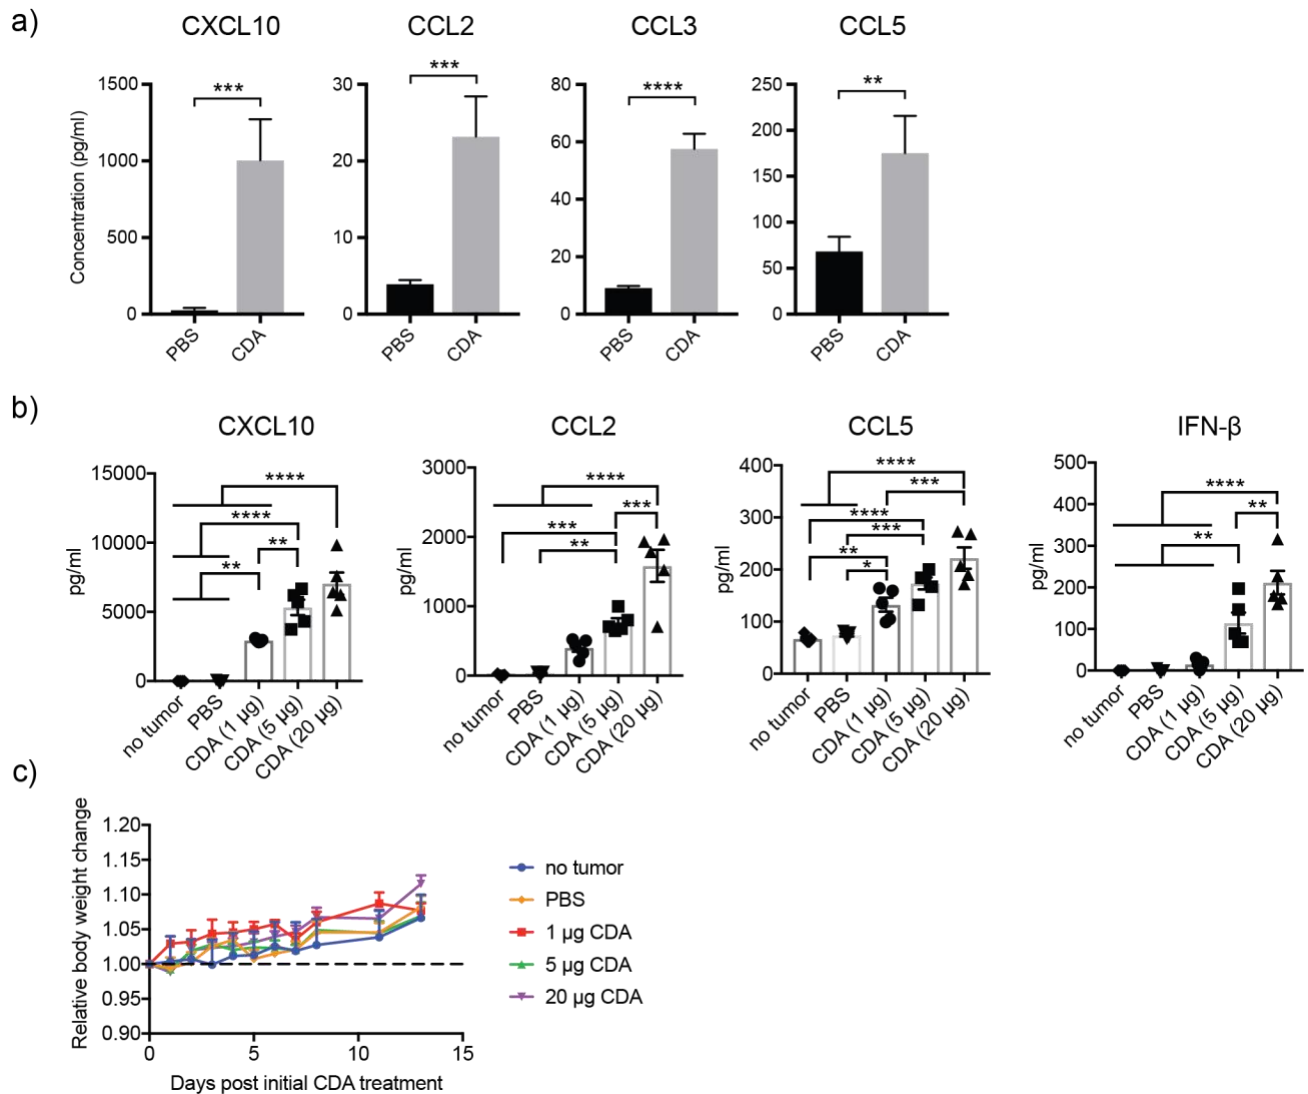 a)
CXCL10 CCL2 CCL3 CCL5
Concentration (pg/ml)
1500
1000
500
0
***
PBS CDA
30
20
10
0
***
PBS CDA
80
60
40
20
0
****
PBS CDA
250
200
150
100
50
0
**
PBS CDA
b)
CXCL10 CCL2 CCL5 IFN-β
pg/ml
15000
10000
5000
0
****
****
**
**
no tumor PBS CDA (1 µg) CDA (5 µg) CDA (20 µg)
pg/ml
3000
2000
1000
0
****
***
***
**
no tumor PBS CDA (1 µg) CDA (5 µg) CDA (20 µg)
pg/ml
400
300
200
100
0
****
***
****
***
**
*
no tumor PBS CDA (1 µg) CDA (5 µg) CDA (20 µg)
pg/ml
500
400
300
200
100
0
****
**
**
no tumor PBS CDA (1 µg) CDA (5 µg) CDA (20 µg)
c)
Relative body weight change
1.20
1.15
1.10
1.05
1.00
0.95
0.90
0 5 10 15
Days post initial CDA treatment
no tumor
PBS
1 µg CDA
5 µg CDA
20 µg CDA